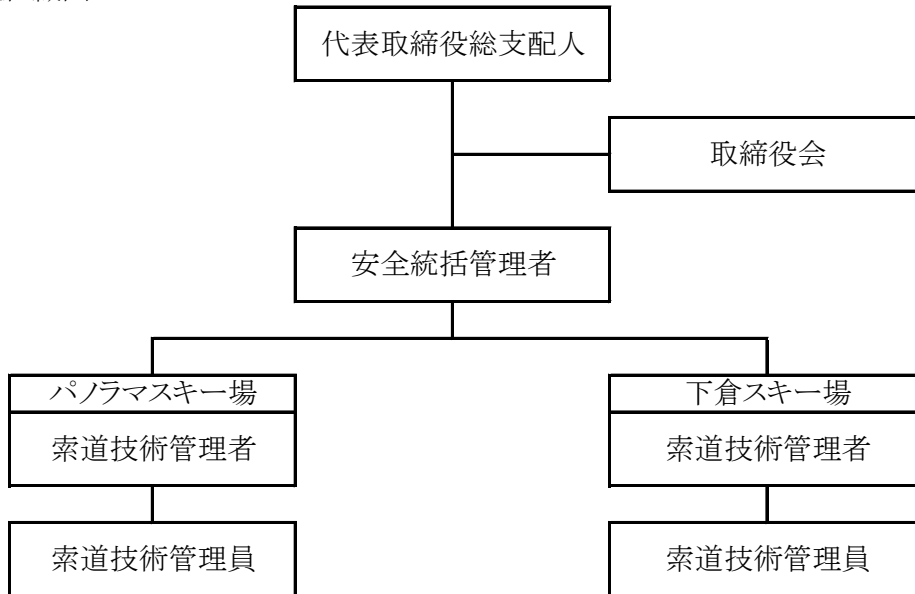 代表取締役総支配人
取締役会
安全統括管理者
パノラマスキー場
下倉スキー場
索道技術管理者
索道技術管理者
索道技術管理員
索道技術管理員